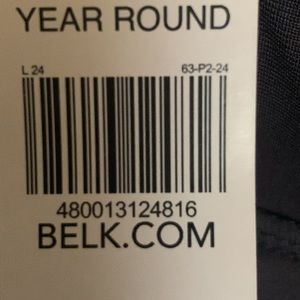 YEAR ROUND
L 24 63-P2-24
480013124816
BELK.COM